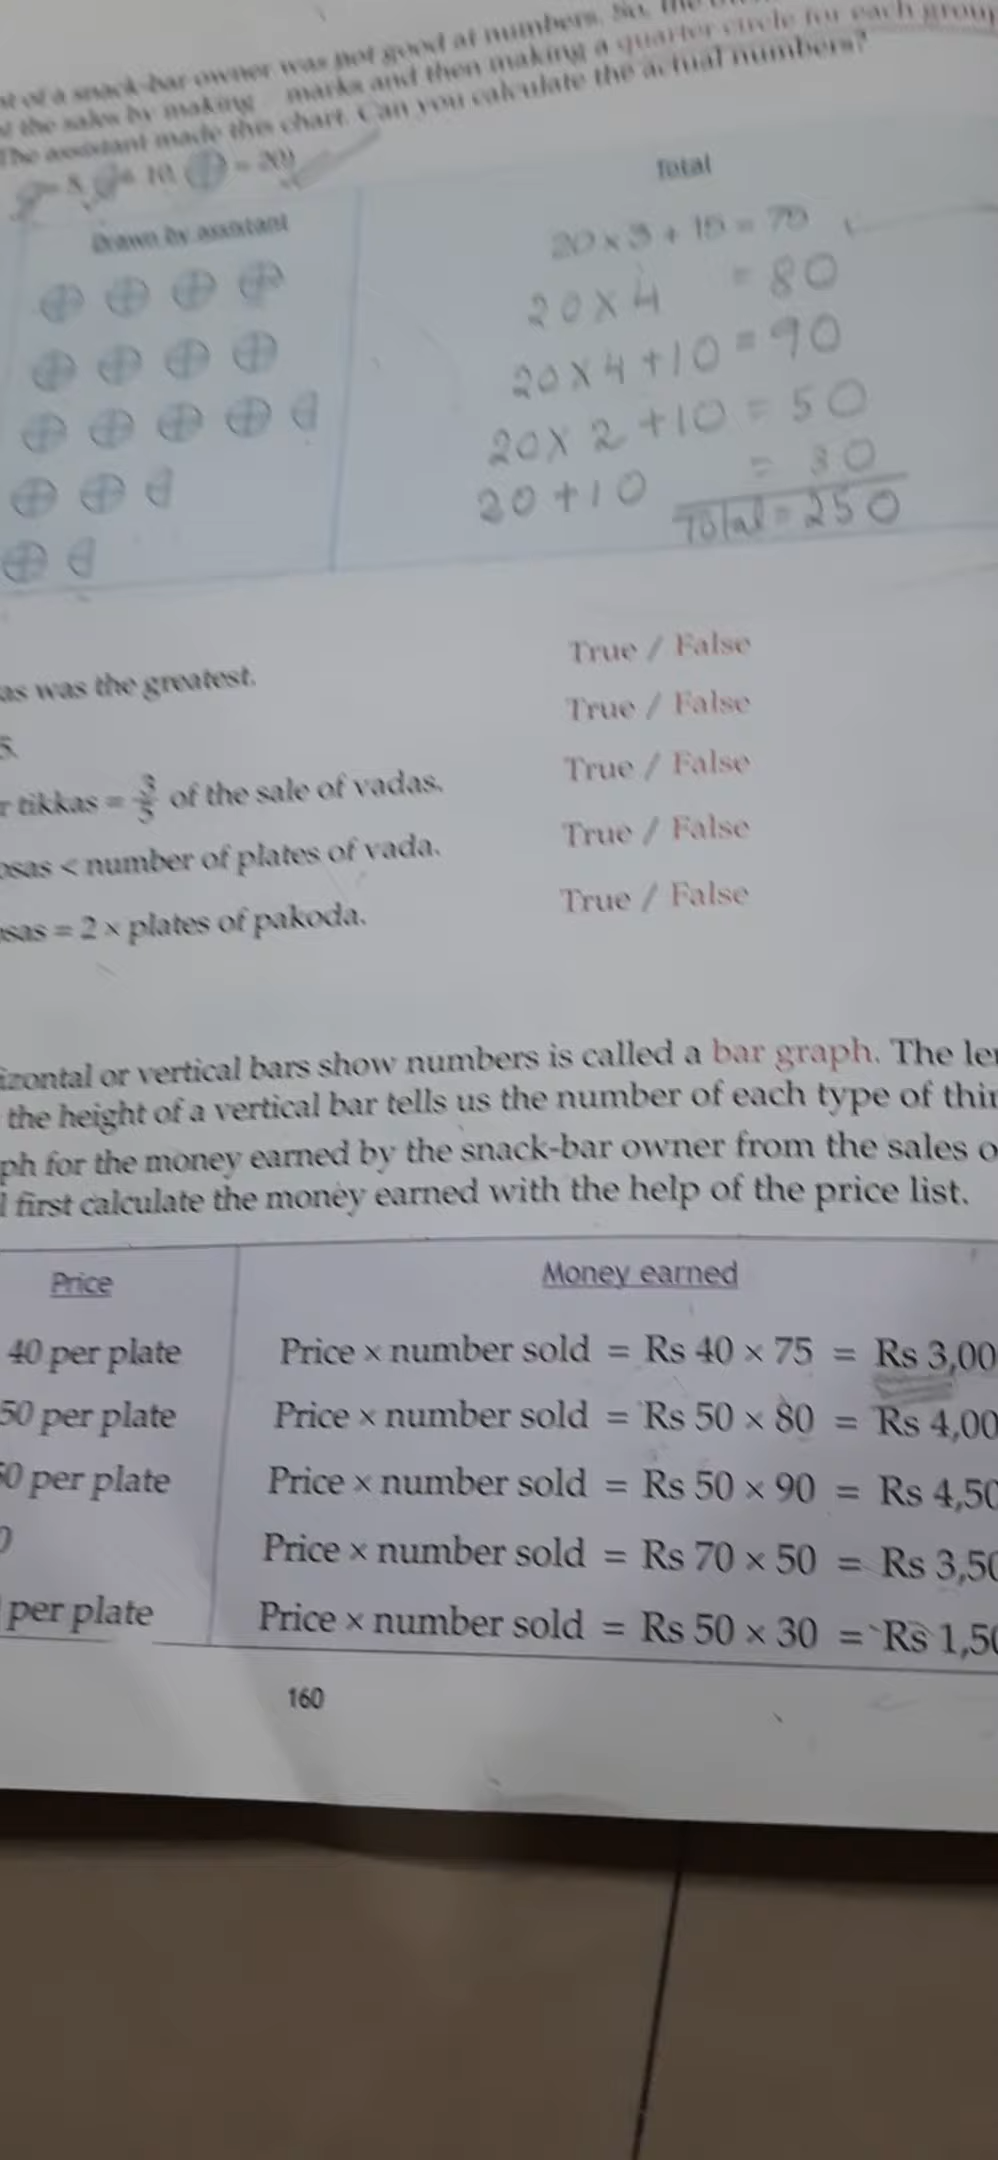 of a snack-bar owner was not good at numbers. So, the
the sales by making marks and then making a quarter circle for each group
The assistant made this chart. Can you calculate the actual numbers?
= 5, = 10, = 20)
Drawn by assistant
Total
20 x 3 + 15 = 75
20 x 4 = 80
20 x 4 + 10 = 90
20 x 2 + 10 = 50
20 + 10 = 30
Total = 250
as was the greatest. True / False
5. True / False
r tikkas = 3/5 of the sale of vadas. True / False
osas < number of plates of vada. True / False
sas = 2 × plates of pakoda. True / False
izontal or vertical bars show numbers is called a bar graph. The len
the height of a vertical bar tells us the number of each type of thin
ph for the money earned by the snack-bar owner from the sales o
l first calculate the money earned with the help of the price list.
Price Money earned
40 per plate Price × number sold = Rs 40 × 75 = Rs 3,00
50 per plate Price × number sold = Rs 50 × 80 = Rs 4,00
50 per plate Price × number sold = Rs 50 × 90 = Rs 4,50
0 Price × number sold = Rs 70 × 50 = Rs 3,50
per plate Price × number sold = Rs 50 × 30 = Rs 1,50
160